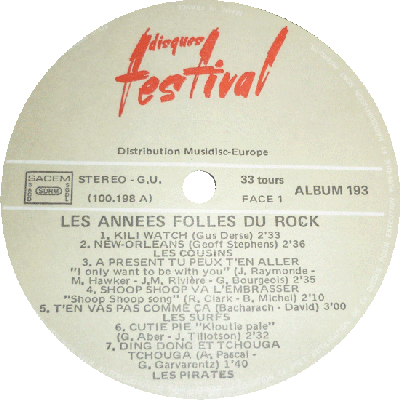 disques
festival
Distribution Musidisc-Europe
SACEM
SDRM
STEREO - G.U.
33 tours
(100.198 A)
FACE 1
ALBUM 193
LES ANNEES FOLLES DU ROCK
1. KILI WATCH (Gus Derse) 2'33
2. NEW-ORLEANS (Geoff Stephens) 2'36
LES COUSINS
3. A PRESENT TU PEUX T'EN ALLER
"I only want to be with you" (J. Raymonde -
M. Hawker - J.M. Rivière - G. Bourgeois) 2'35
4. SHOOP SHOOP VA L'EMBRASSER
"Shoop Shoop song" (R. Clark - B. Michel) 2'10
5. T'EN VAS PAS COMME ÇA (Bacharach - David) 3'00
LES SURFS
6. CUTIE PIE "Kloutie païe"
(G. Aber - J. Tillotson) 2'32
7. DING DONG ET TCHOUGA
TCHOUGA (A. Pascal -
G. Garvarentz) 1'40
LES PIRATES